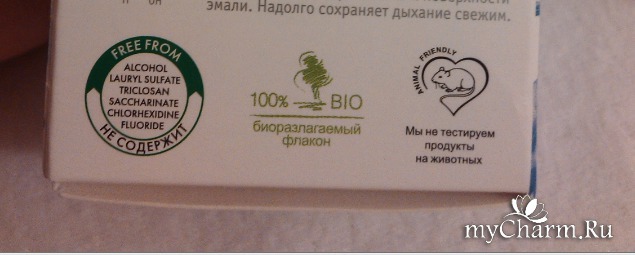 эмали. Надолго сохраняет дыхание свежим.
FREE FROM
ALCOHOL
LAURYL SULFATE
TRICLOSAN
SACCHARINATE
CHLORHEXIDINE
FLUORIDE
НЕ СОДЕРЖИТ
100% BIO
биоразлагаемый
флакон
ANIMAL FRIENDLY
Мы не тестируем
продукты
на животных
myCharm.Ru